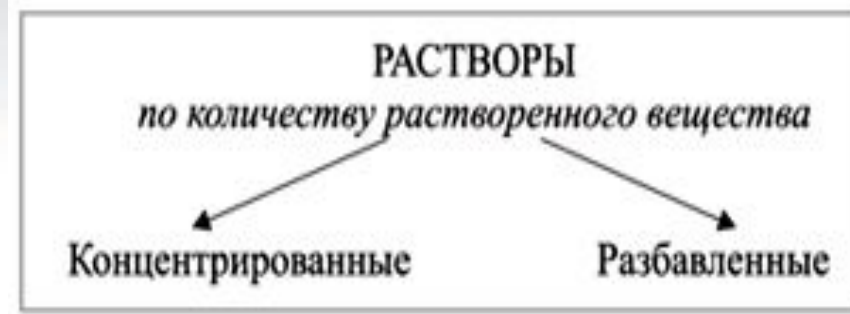 РАСТВОРЫ
по количеству растворенного вещества
Концентрированные Разбавленные